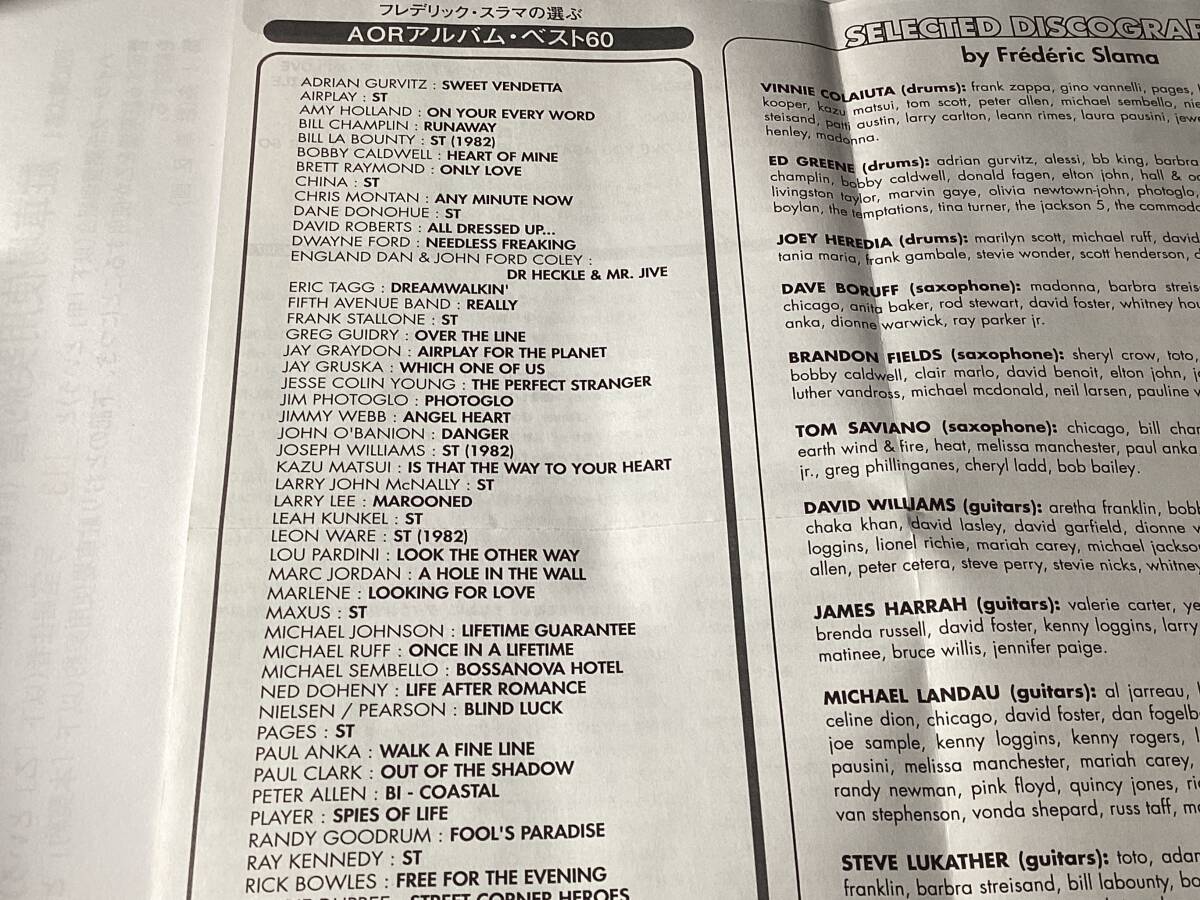 フレデリック・スラマの選ぶ
AORアルバム・ベスト60
ADRIAN GURVITZ : SWEET VENDETTA
AIRPLAY : ST
AMY HOLLAND : ON YOUR EVERY WORD
BILL CHAMPLIN : RUNAWAY
BILL LA BOUNTY : ST (1982)
BOBBY CALDWELL : HEART OF MINE
BRETT RAYMOND : ONLY LOVE
CHINA : ST
CHRIS MONTAN : ANY MINUTE NOW
DANE DONOHUE : ST
DAVID ROBERTS : ALL DRESSED UP...
DWAYNE FORD : NEEDLESS FREAKING
ENGLAND DAN & JOHN FORD COLEY :
DR HECKLE & MR. JIVE
ERIC TAGG : DREAMWALKIN'
FIFTH AVENUE BAND : REALLY
FRANK STALLONE : ST
GREG GUIDRY : OVER THE LINE
JAY GRAYDON : AIRPLAY FOR THE PLANET
JAY GRUSKA : WHICH ONE OF US
JESSE COLIN YOUNG : THE PERFECT STRANGER
JIM PHOTOGLO : PHOTOGLO
JIMMY WEBB : ANGEL HEART
JOHN O'BANION : DANGER
JOSEPH WILLIAMS : ST (1982)
KAZU MATSUI : IS THAT THE WAY TO YOUR HEART
LARRY JOHN McNALLY : ST
LARRY LEE : MAROONED
LEAH KUNKEL : ST
LEON WARE : ST (1982)
LOU PARDINI : LOOK THE OTHER WAY
MARC JORDAN : A HOLE IN THE WALL
MARLENE : LOOKING FOR LOVE
MAXUS : ST
MICHAEL JOHNSON : LIFETIME GUARANTEE
MICHAEL RUFF : ONCE IN A LIFETIME
MICHAEL SEMBELLO : BOSSANOVA HOTEL
NED DOHENY : LIFE AFTER ROMANCE
NIELSEN / PEARSON : BLIND LUCK
PAGES : ST
PAUL ANKA : WALK A FINE LINE
PAUL CLARK : OUT OF THE SHADOW
PETER ALLEN : BI - COASTAL
PLAYER : SPIES OF LIFE
RANDY GOODRUM : FOOL'S PARADISE
RAY KENNEDY : ST
RICK BOWLES : FREE FOR THE EVENING
STREET CORNER HEROES
SELECTED DISCOGRAF
by Frédéric Slama
VINNIE COLAIUTA (drums): frank zappa, gino vannelli, pages,
kooper, kazu matsui, tom scott, peter allen, michael sembello, nie
steisand, patti austin, larry carlton, leann rimes, laura pausini, jewe
henley, madonna.
ED GREENE (drums): adrian gurvitz, alessi, bb king, barbra
champlin, bobby caldwell, donald fagen, elton john, hall & o
livingston taylor, marvin gaye, olivia newtown-john, photoglo,
boylan, the temptations, tina turner, the jackson 5, the commodo
JOEY HEREDIA (drums): marilyn scott, michael ruff, david
tania maria, frank gambale, stevie wonder, scott henderson,
DAVE BORUFF (saxophone): madonna, barbra streis
chicago, anita baker, rod stewart, david foster, whitney hou
anka, dionne warwick, ray parker jr.
BRANDON FIELDS (saxophone): sheryl crow, toto,
bobby caldwell, clair marlo, david benoit, elton john, j
luther vandross, michael mcdonald, neil larsen, pauline w
TOM SAVIANO (saxophone): chicago, bill char
earth wind & fire, heat, melissa manchester, paul anka
jr., greg phillinganes, cheryl ladd, bob bailey.
DAVID WILLIAMS (guitars): aretha franklin, bobb
chaka khan, david lasley, david garfield, dionne w
loggins, lionel richie, mariah carey, michael jackso
allen, peter cetera, steve perry, stevie nicks, whitney
JAMES HARRAH (guitars): valerie carter, ye
brenda russell, david foster, kenny loggins, larry
matinee, bruce willis, jennifer paige.
MICHAEL LANDAU (guitars): al jarreau,
celine dion, chicago, david foster, dan fogelb
joe sample, kenny loggins, kenny rogers, l
pausini, melissa manchester, mariah carey,
randy newman, pink floyd, quincy jones, ri
van stephenson, vonda shepard, russ taff, m
STEVE LUKATHER (guitars): toto, adar
franklin, barbra streisand, bill labounty, bo